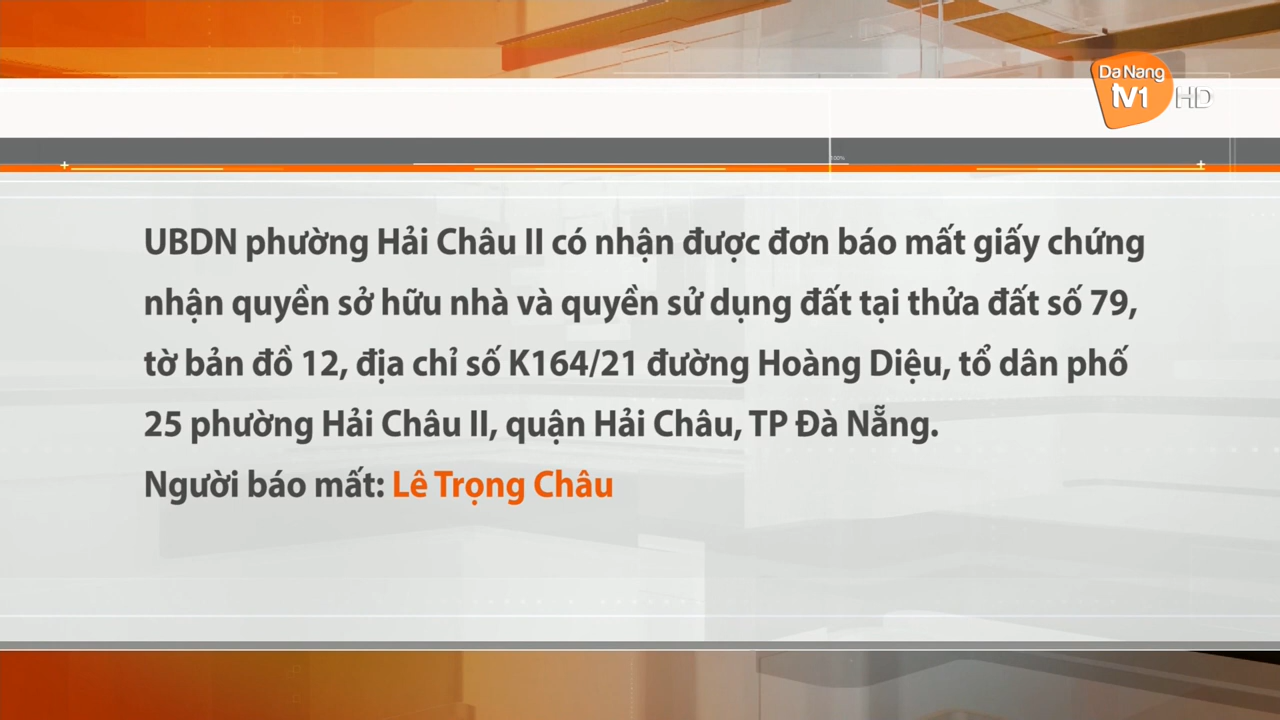 Da Nang
tv1 HD
100%
UBDN phường Hải Châu II có nhận được đơn báo mất giấy chứng
nhận quyền sở hữu nhà và quyền sử dụng đất tại thửa đất số 79,
tờ bản đồ 12, địa chỉ số K164/21 đường Hoàng Diệu, tổ dân phố
25 phường Hải Châu II, quận Hải Châu, TP Đà Nẵng.
Người báo mất: Lê Trọng Châu